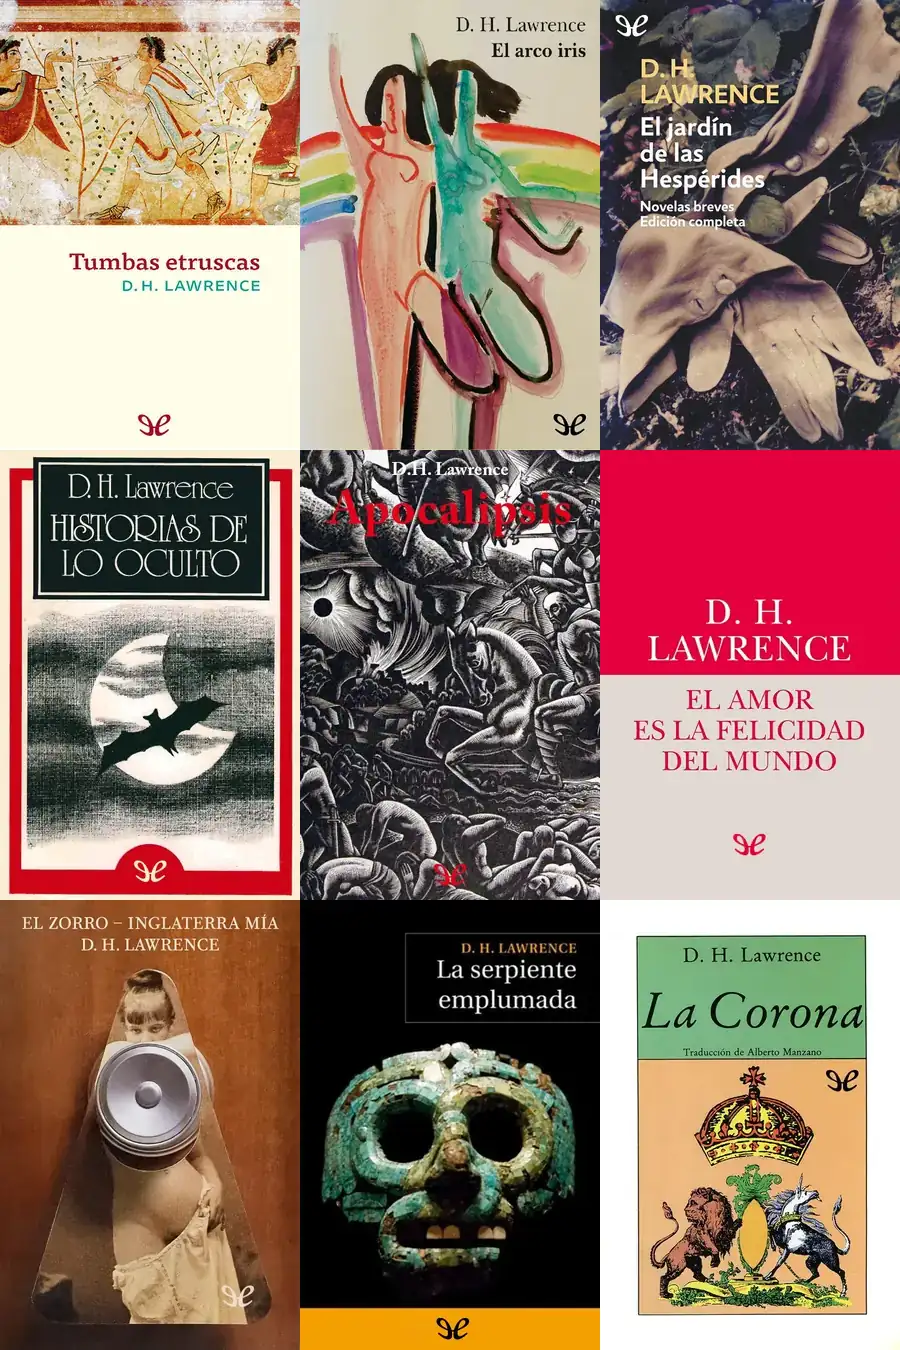 Tumbas etruscas
D. H. LAWRENCE
D. H. Lawrence
El arco iris
D. H.
LAWRENCE
El jardín
de las
Hespérides
Novelas breves
Edición completa
D. H. Lawrence
HISTORIAS DE
LO OCULTO
D.H. Lawrence
Apocalipsis
D. H.
LAWRENCE
EL AMOR
ES LA FELICIDAD
DEL MUNDO
EL ZORRO – INGLATERRA MÍA
D. H. LAWRENCE
D. H. LAWRENCE
La serpiente
emplumada
D. H. Lawrence
La Corona
Traducción de Alberto Manzano